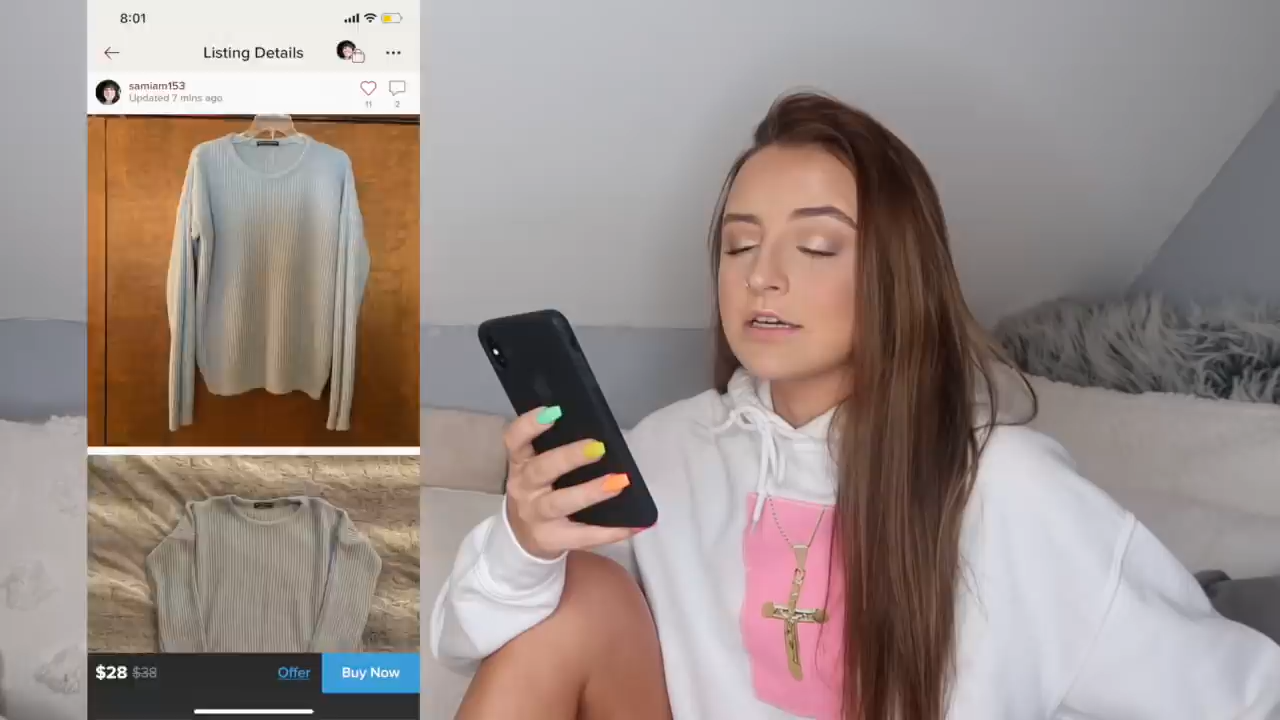 8:01
Listing Details
samiam153
Updated 7 mins ago
11
2
$28 $38
Offer
Buy Now